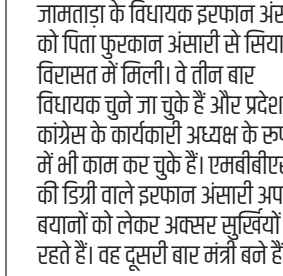 जामताड़ा के विधायक इरफान
को पिता फुरकान अंसारी से
विरासत में मिली। वे तीन बार
विधायक चुने जा चुके हैं और
कांग्रेस के कार्यकारी अध्यक्ष के
में भी काम कर चुके हैं।
की डिग्री वाले इरफान अंसारी
बयानों को लेकर अक्सर सुर्खियों
रहते हैं। वह दूसरी बार मंत्री बने हैं